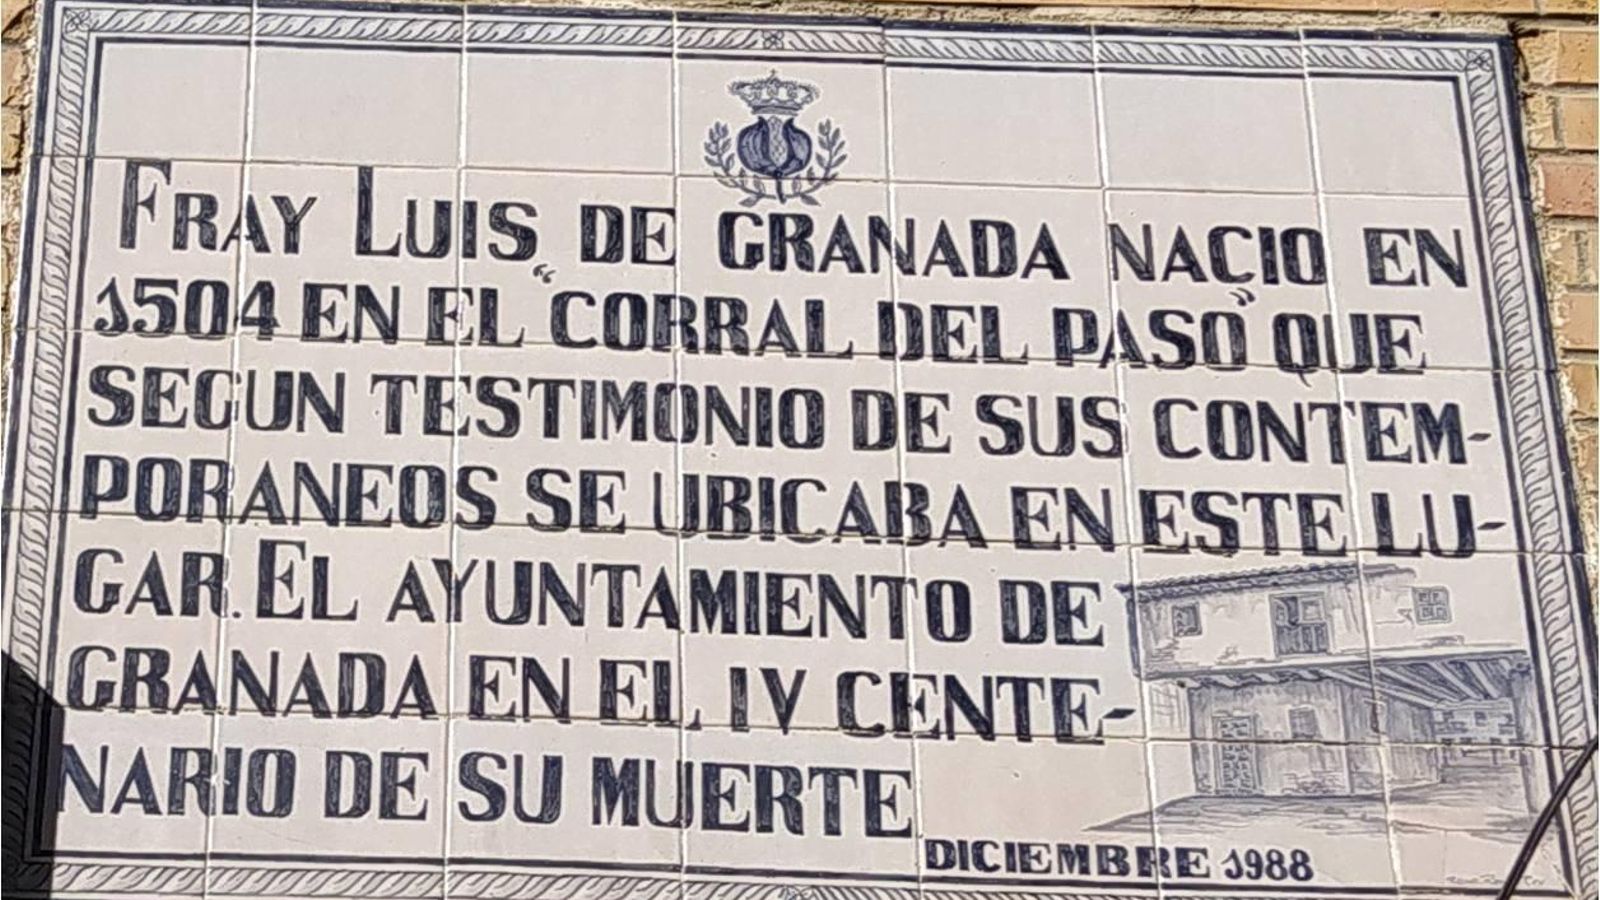 FRAY LUIS DE GRANADA NACIO EN
1504 EN EL “CORRAL DEL PASO” QUE
SEGUN TESTIMONIO DE SUS CONTEM-
PORANEOS SE UBICABA EN ESTE LU-
GAR. EL AYUNTAMIENTO DE
GRANADA EN EL IV CENTE-
NARIO DE SU MUERTE
DICIEMBRE 1988